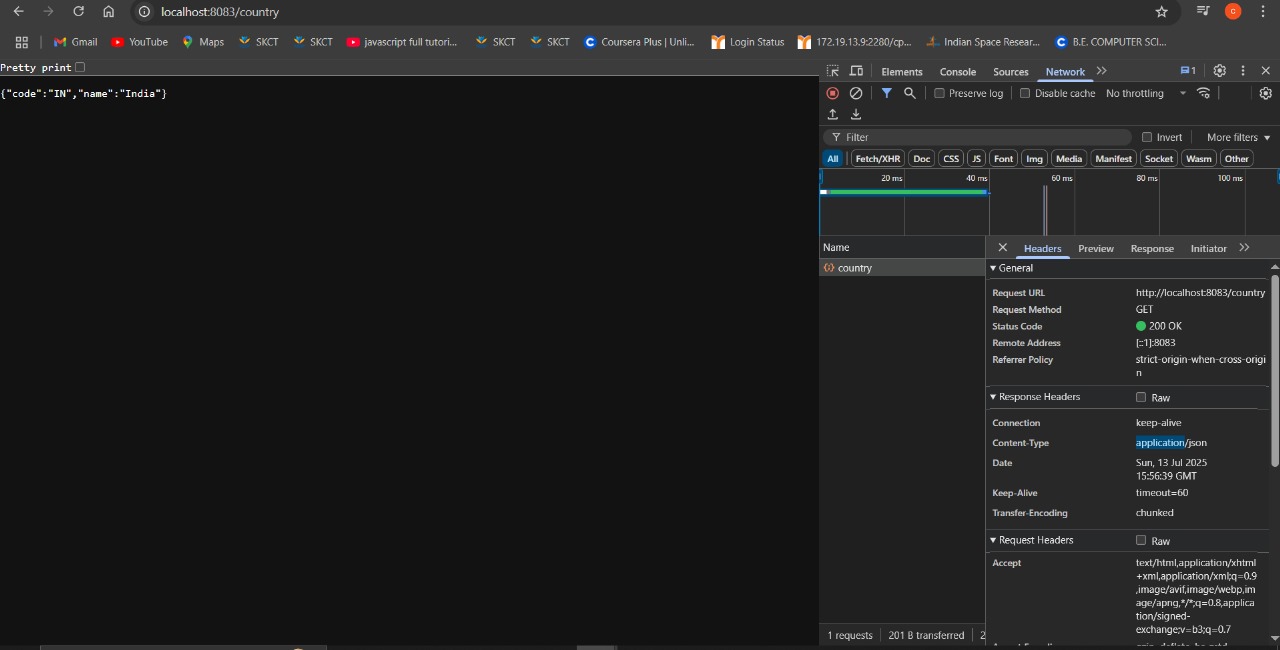 localhost:8083/country
C
Gmail
YouTube
Maps
SKCT
SKCT
javascript full tutori...
SKCT
SKCT
Coursera Plus | Unli...
Login Status
172.19.13.9:2280/cp...
Indian Space Resear...
B.E. COMPUTER SCI...
Pretty print
{"code":"IN","name":"India"}
Elements Console Sources Network 1
Preserve log Disable cache No throttling
Filter Invert More filters
All Fetch/XHR Doc CSS JS Font Img Media Manifest Socket Wasm Other
20 ms 40 ms 60 ms 80 ms 100 ms
Name
country
Headers Preview Response Initiator
General
Request URL http://localhost:8083/country
Request Method GET
Status Code 200 OK
Remote Address [::1]:8083
Referrer Policy strict-origin-when-cross-origi
n
Response Headers Raw
Connection keep-alive
Content-Type application/json
Date Sun, 13 Jul 2025
15:56:39 GMT
Keep-Alive timeout=60
Transfer-Encoding chunked
Request Headers Raw
Accept text/html,application/xhtml
+xml,application/xml;q=0.9
,image/avif,image/webp,im
age/apng,*/*;q=0.8,applica
tion/signed-
exchange;v=b3;q=0.7
1 requests 201 B transferred 2